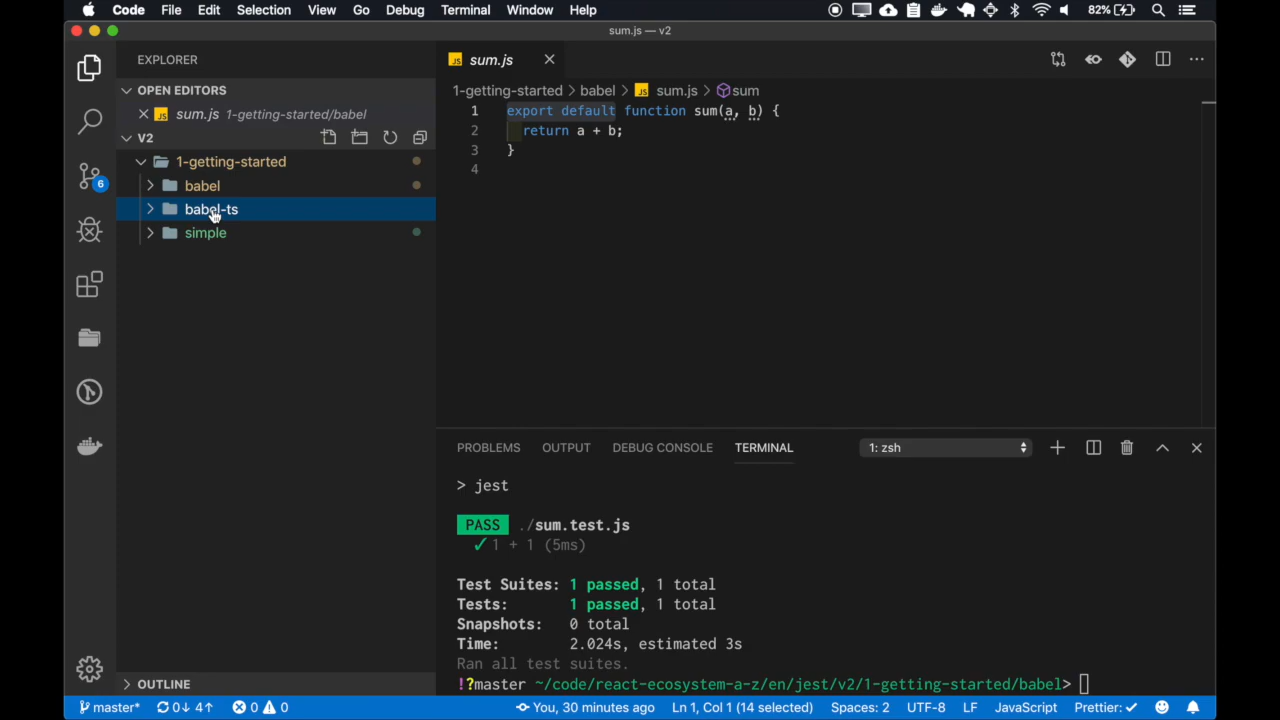 Code File Edit Selection View Go Debug Terminal Window Help 82%
sum.js — v2
EXPLORER
JS sum.js
OPEN EDITORS
JS sum.js 1-getting-started/babel
V2
1-getting-started
babel
babel-ts
simple
6
OUTLINE
1-getting-started > babel > JS sum.js > sum
1 export default function sum(a, b) {
2 return a + b;
3 }
4
PROBLEMS OUTPUT DEBUG CONSOLE TERMINAL 1: zsh
> jest
PASS ./sum.test.js
✓ 1 + 1 (5ms)
Test Suites: 1 passed, 1 total
Tests: 1 passed, 1 total
Snapshots: 0 total
Time: 2.024s, estimated 3s
Ran all test suites.
!?master ~/code/react-ecosystem-a-z/en/jest/v2/1-getting-started/babel>
master* 0↓ 4↑ 0 0 You, 30 minutes ago Ln 1, Col 1 (14 selected) Spaces: 2 UTF-8 LF JavaScript Prettier: ✓